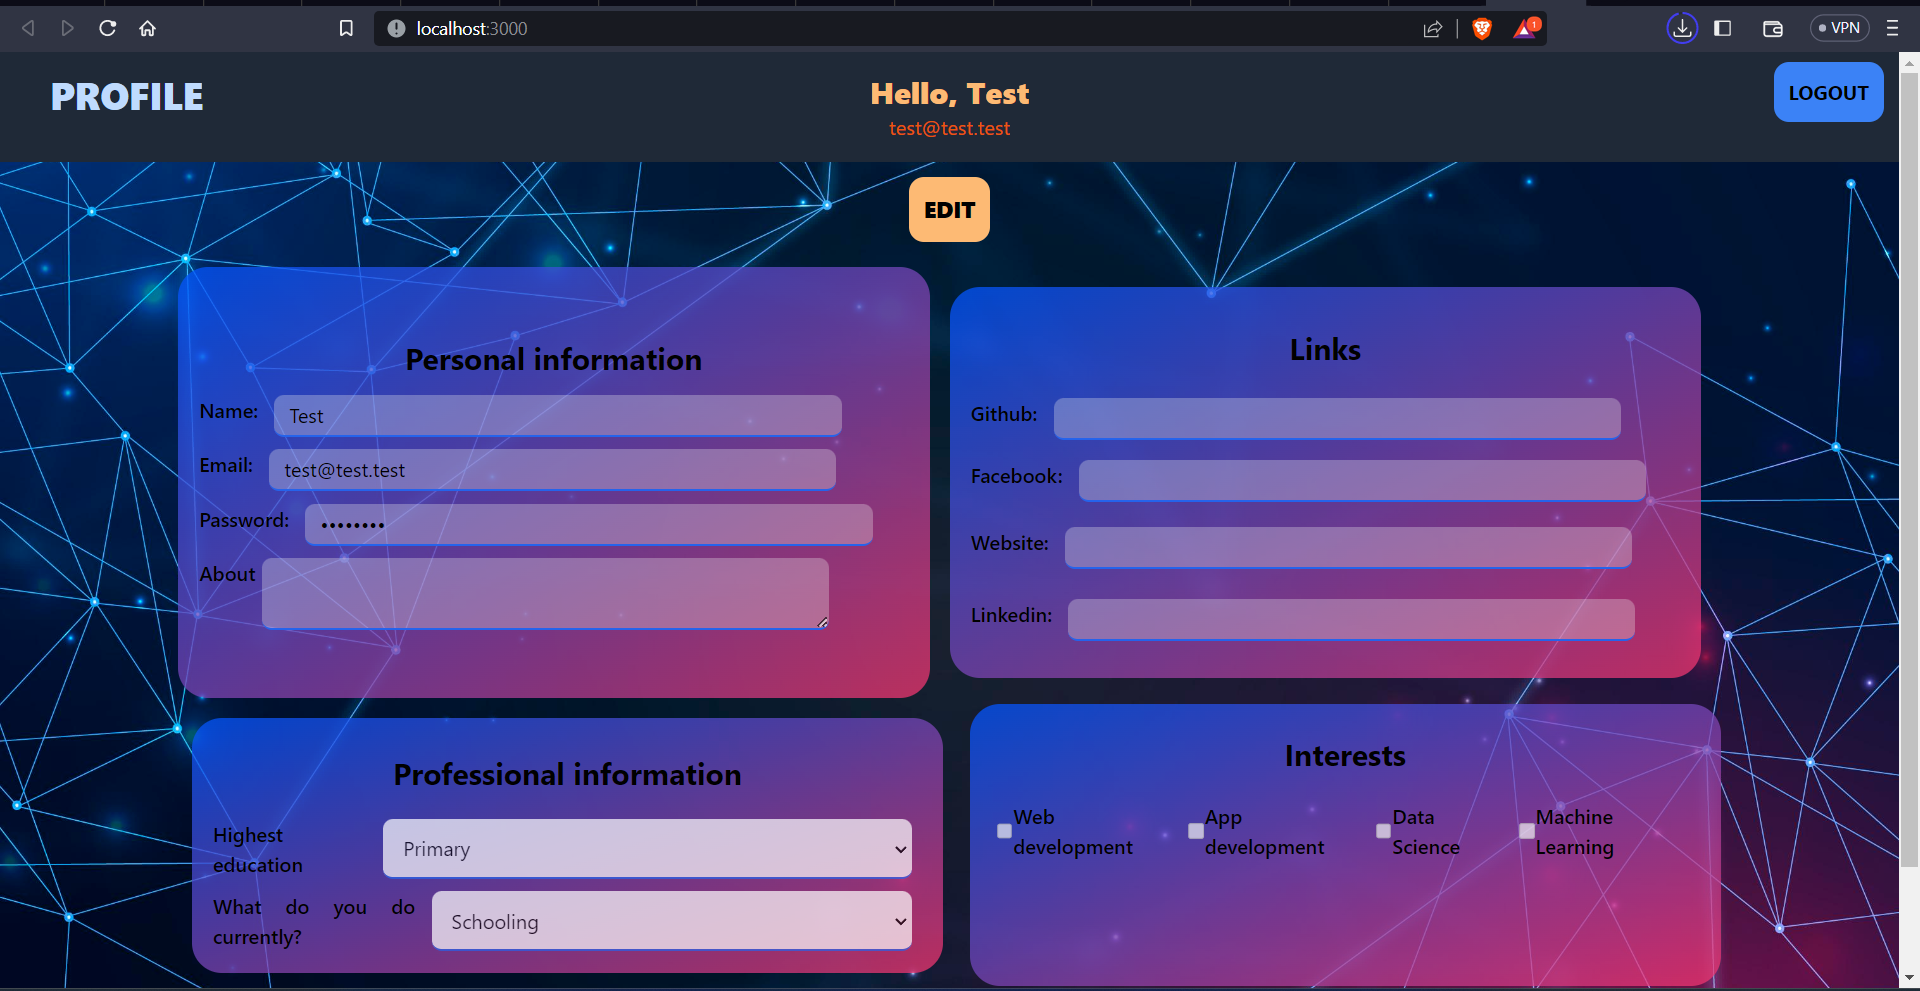 localhost:3000
1
VPN
PROFILE
Hello, Test
test@test.test
LOGOUT
EDIT
Personal information
Name:
Test
Email:
test@test.test
Password:
••••••••
About
Links
Github:
Facebook:
Website:
Linkedin:
Professional information
Highest
education
Primary
What do you do
currently?
Schooling
Interests
Web
development
App
development
Data
Science
Machine
Learning